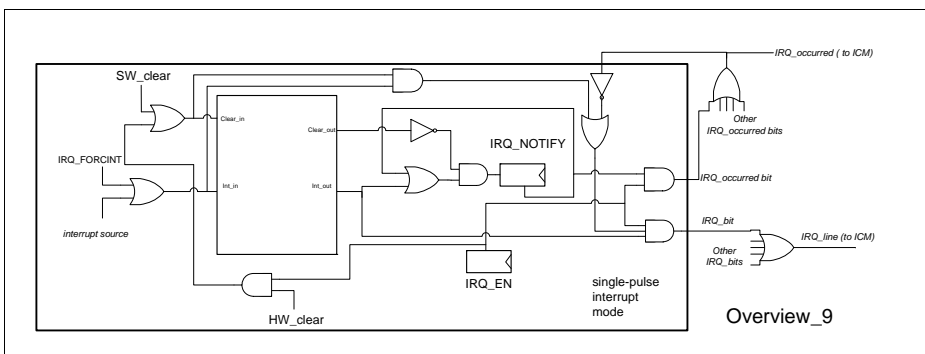 IRQ_occurred ( to ICM)
SW_clear
Other
IRQ_occurred bits
Clear_in
Clear_out
IRQ_NOTIFY
IRQ_FORCINT
IRQ_occurred bit
Int_in
Int_out
interrupt source
IRQ_bit
IRQ_line (to ICM)
Other
IRQ_bits
IRQ_EN
single-pulse
interrupt
mode
HW_clear
Overview_9